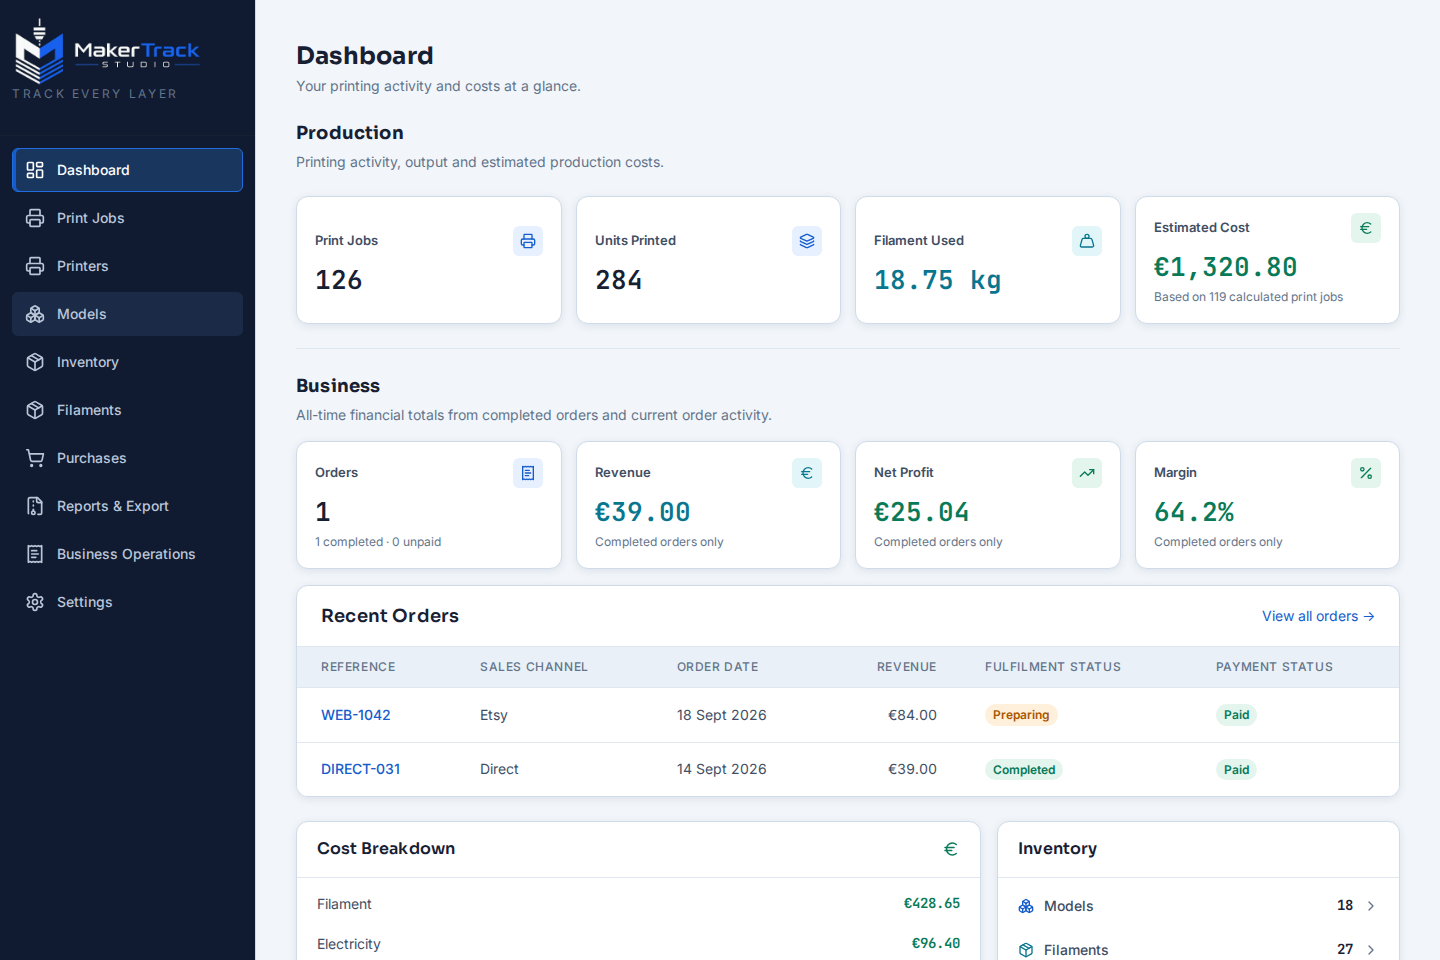 MakerTrack
STUDIO
TRACK EVERY LAYER
Dashboard
Print Jobs
Printers
Models
Inventory
Filaments
Purchases
Reports & Export
Business Operations
Settings
Dashboard
Your printing activity and costs at a glance.
Production
Printing activity, output and estimated production costs.
Print Jobs
126
Units Printed
284
Filament Used
18.75 kg
Estimated Cost
€1,320.80
Based on 119 calculated print jobs
Business
All-time financial totals from completed orders and current order activity.
Orders
1
1 completed · 0 unpaid
Revenue
€39.00
Completed orders only
Net Profit
€25.04
Completed orders only
Margin
64.2%
Completed orders only
Recent Orders
View all orders →
REFERENCE SALES CHANNEL ORDER DATE REVENUE FULFILMENT STATUS PAYMENT STATUS
WEB-1042 Etsy 18 Sept 2026 €84.00 Preparing Paid
DIRECT-031 Direct 14 Sept 2026 €39.00 Completed Paid
Cost Breakdown
Filament €428.65
Electricity €96.40
Inventory
Models 18
Filaments 27